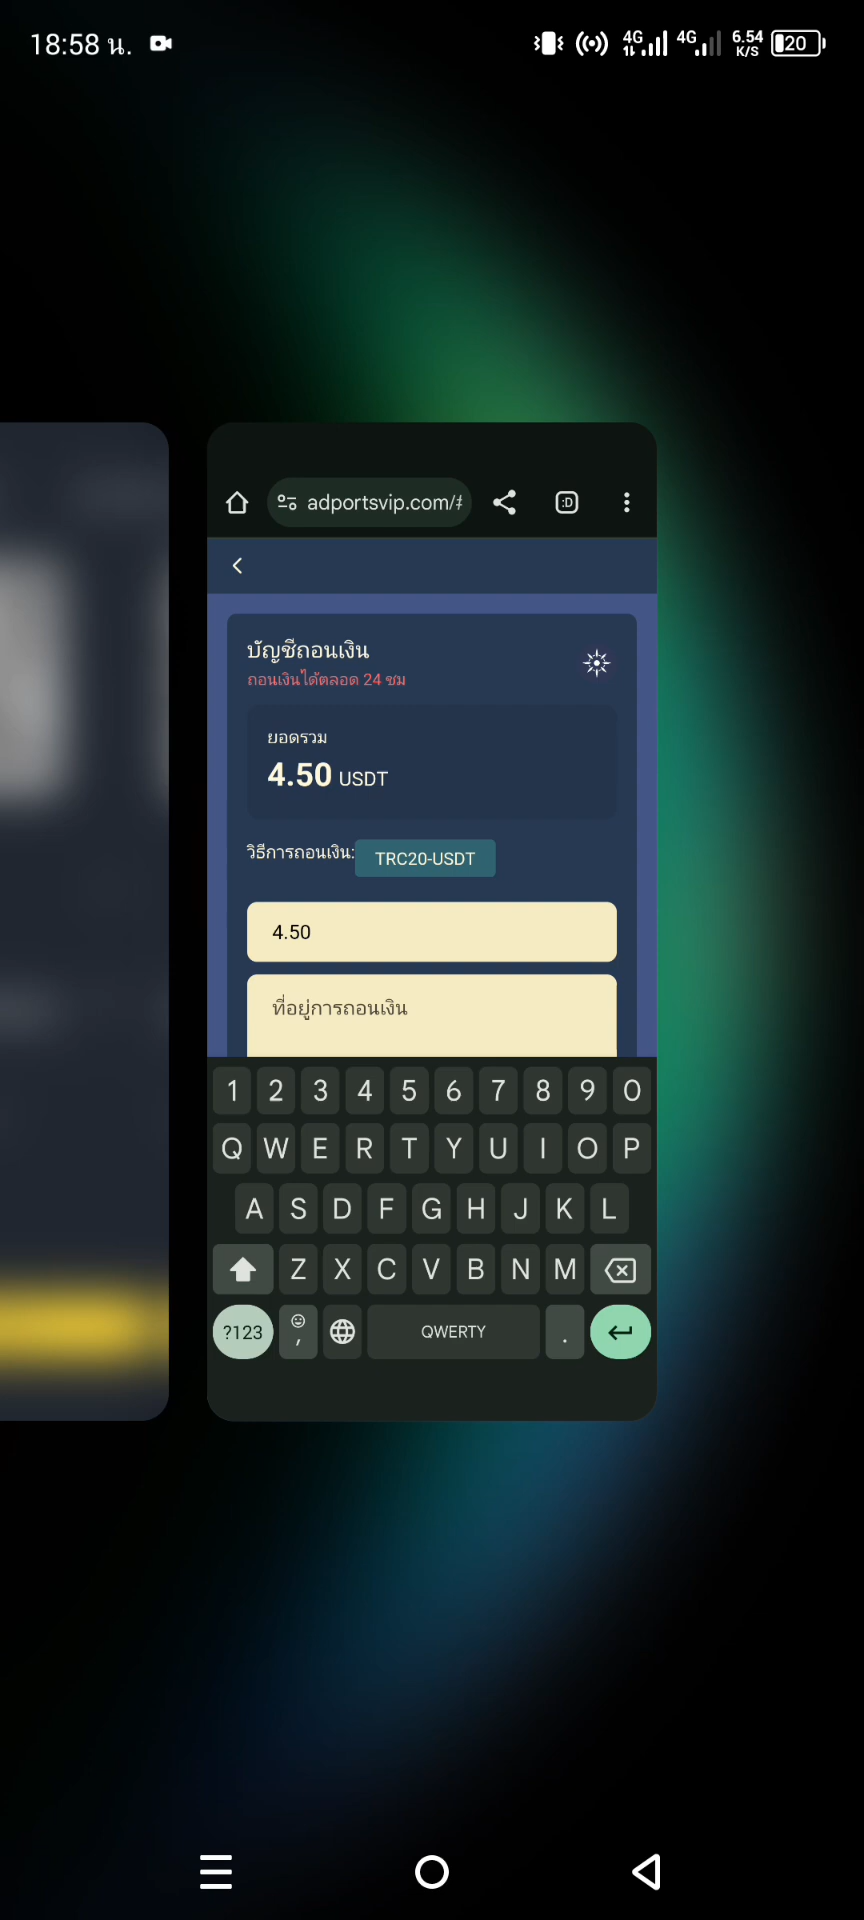 18:58 น.
4G 4G 6.54 K/S 20
adportsvip.com/#
บัญชีถอนเงิน
ถอนเงินได้ตลอด 24 ชม
ยอดรวม
4.50 USDT
วิธีการถอนเงิน: TRC20-USDT
4.50
ที่อยู่การถอนเงิน
1 2 3 4 5 6 7 8 9 0
Q W E R T Y U I O P
A S D F G H J K L
Z X C V B N M
?123 , QWERTY .